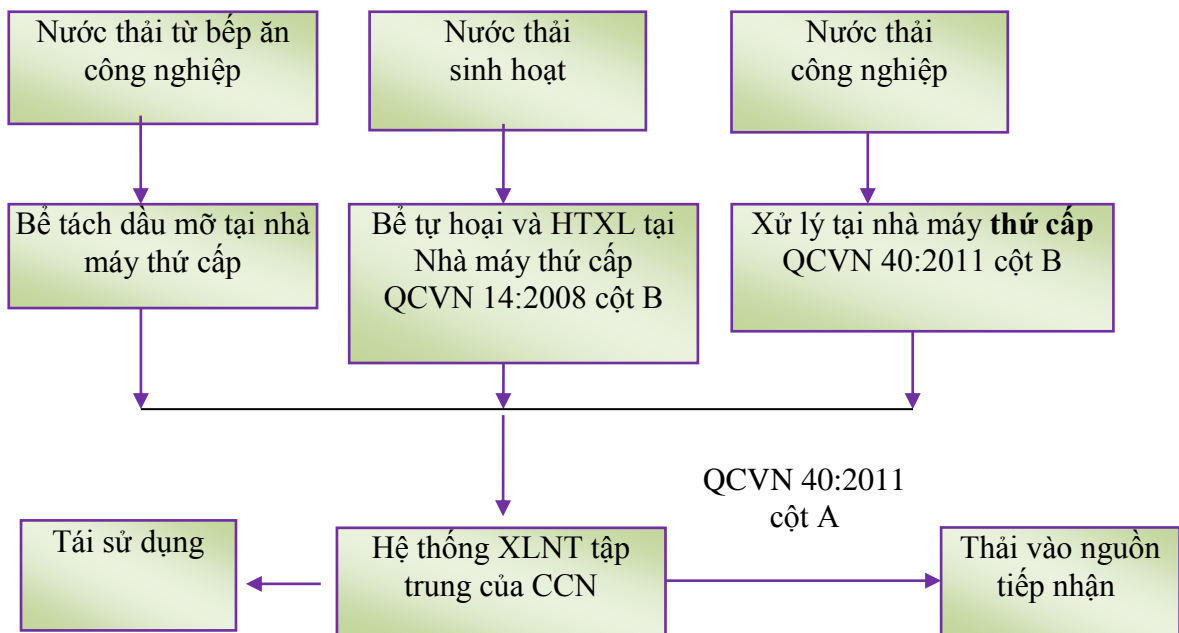 Nước thải từ bếp ăn
công nghiệp
Nước thải
sinh hoạt
Nước thải
công nghiệp
Bể tách dầu mỡ tại nhà
máy thứ cấp
Bể tự hoại và HTXL tại
Nhà máy thứ cấp
QCVN 14:2008 cột B
Xử lý tại nhà máy thứ cấp
QCVN 40:2011 cột B
QCVN 40:2011
cột A
Tái sử dụng
Hệ thống XLNT tập
trung của CCN
Thải vào nguồn
tiếp nhận